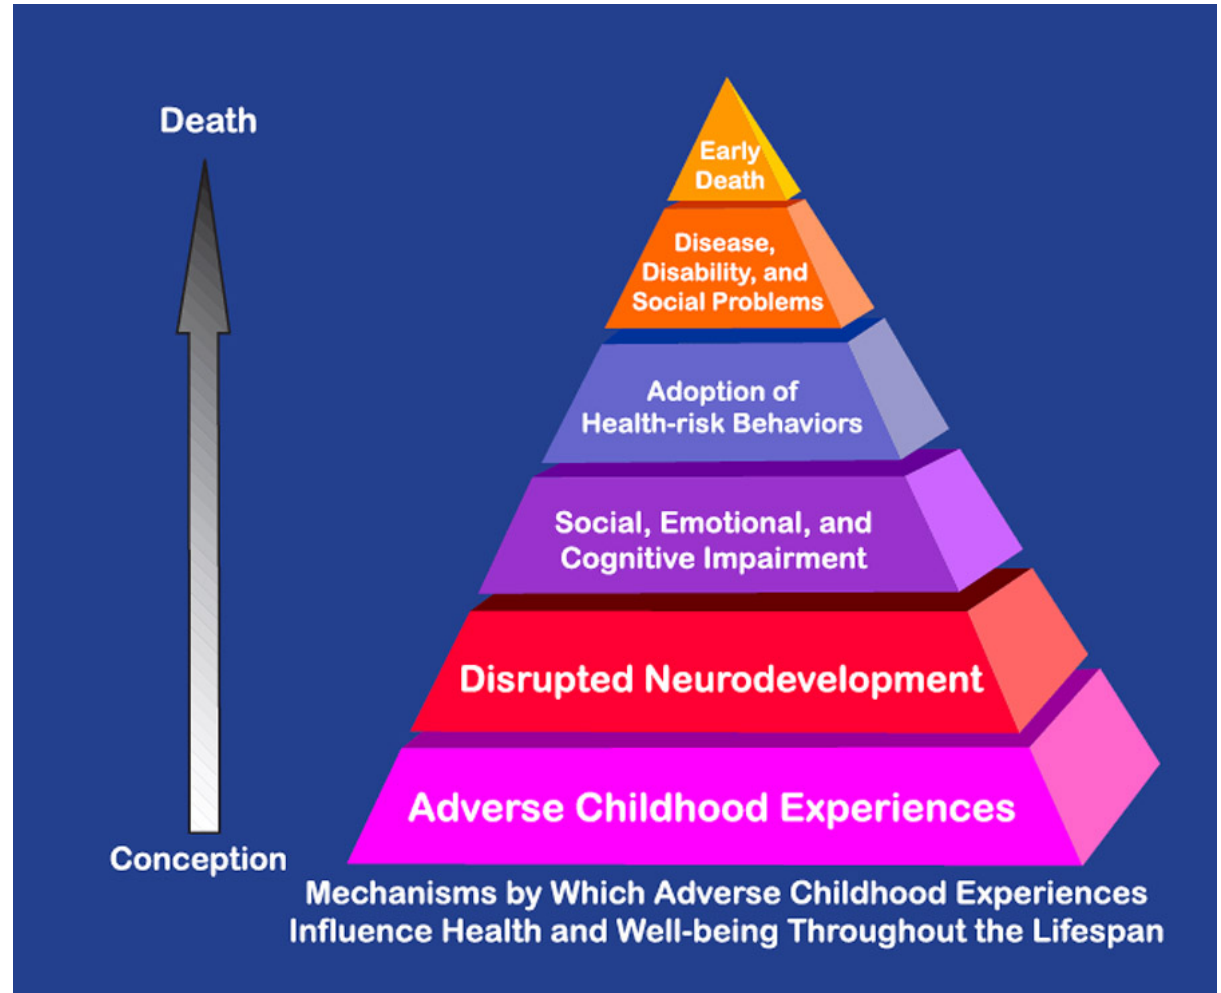 Death
Early
Death
Disease,
Disability, and
Social Problems
Adoption of
Health-risk Behaviors
Social, Emotional, and
Cognitive Impairment
Disrupted Neurodevelopment
Adverse Childhood Experiences
Conception
Mechanisms by Which Adverse Childhood Experiences
Influence Health and Well-being Throughout the Lifespan